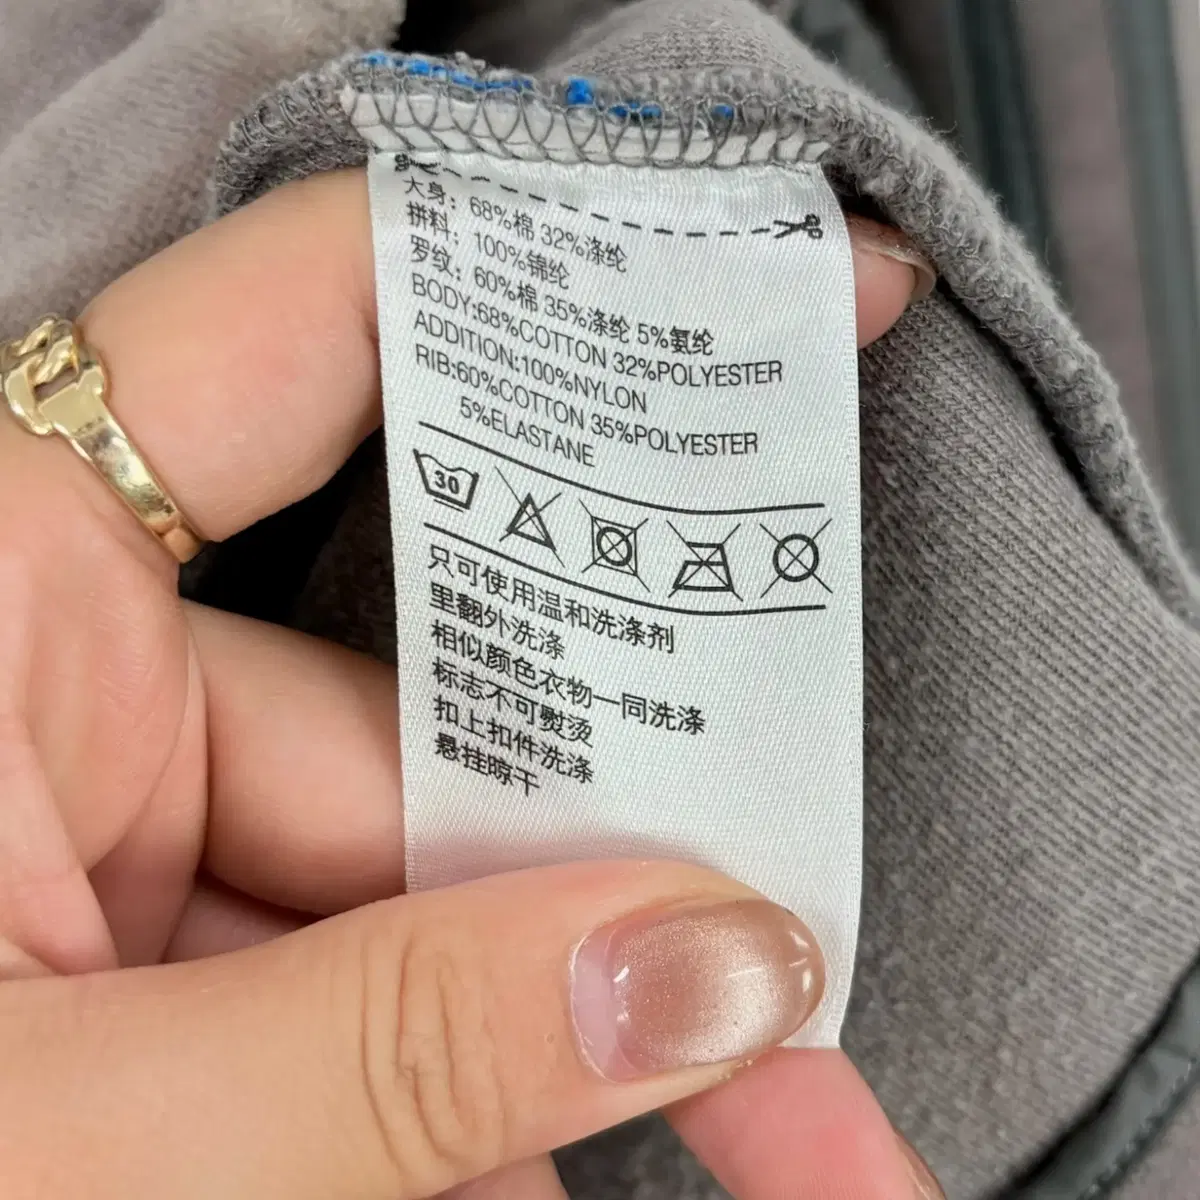 大身：68%棉 32%涤纶
拼料：100%锦纶
罗纹：60%棉 35%涤纶 5%氨纶
BODY:68%COTTON 32%POLYESTER
ADDITION:100%NYLON
RIB:60%COTTON 35%POLYESTER
5%ELASTANE
30
只可使用温和洗涤剂
里翻外洗涤
相似颜色衣物一同洗涤
标志不可熨烫
扣上扣件洗涤
悬挂晾干